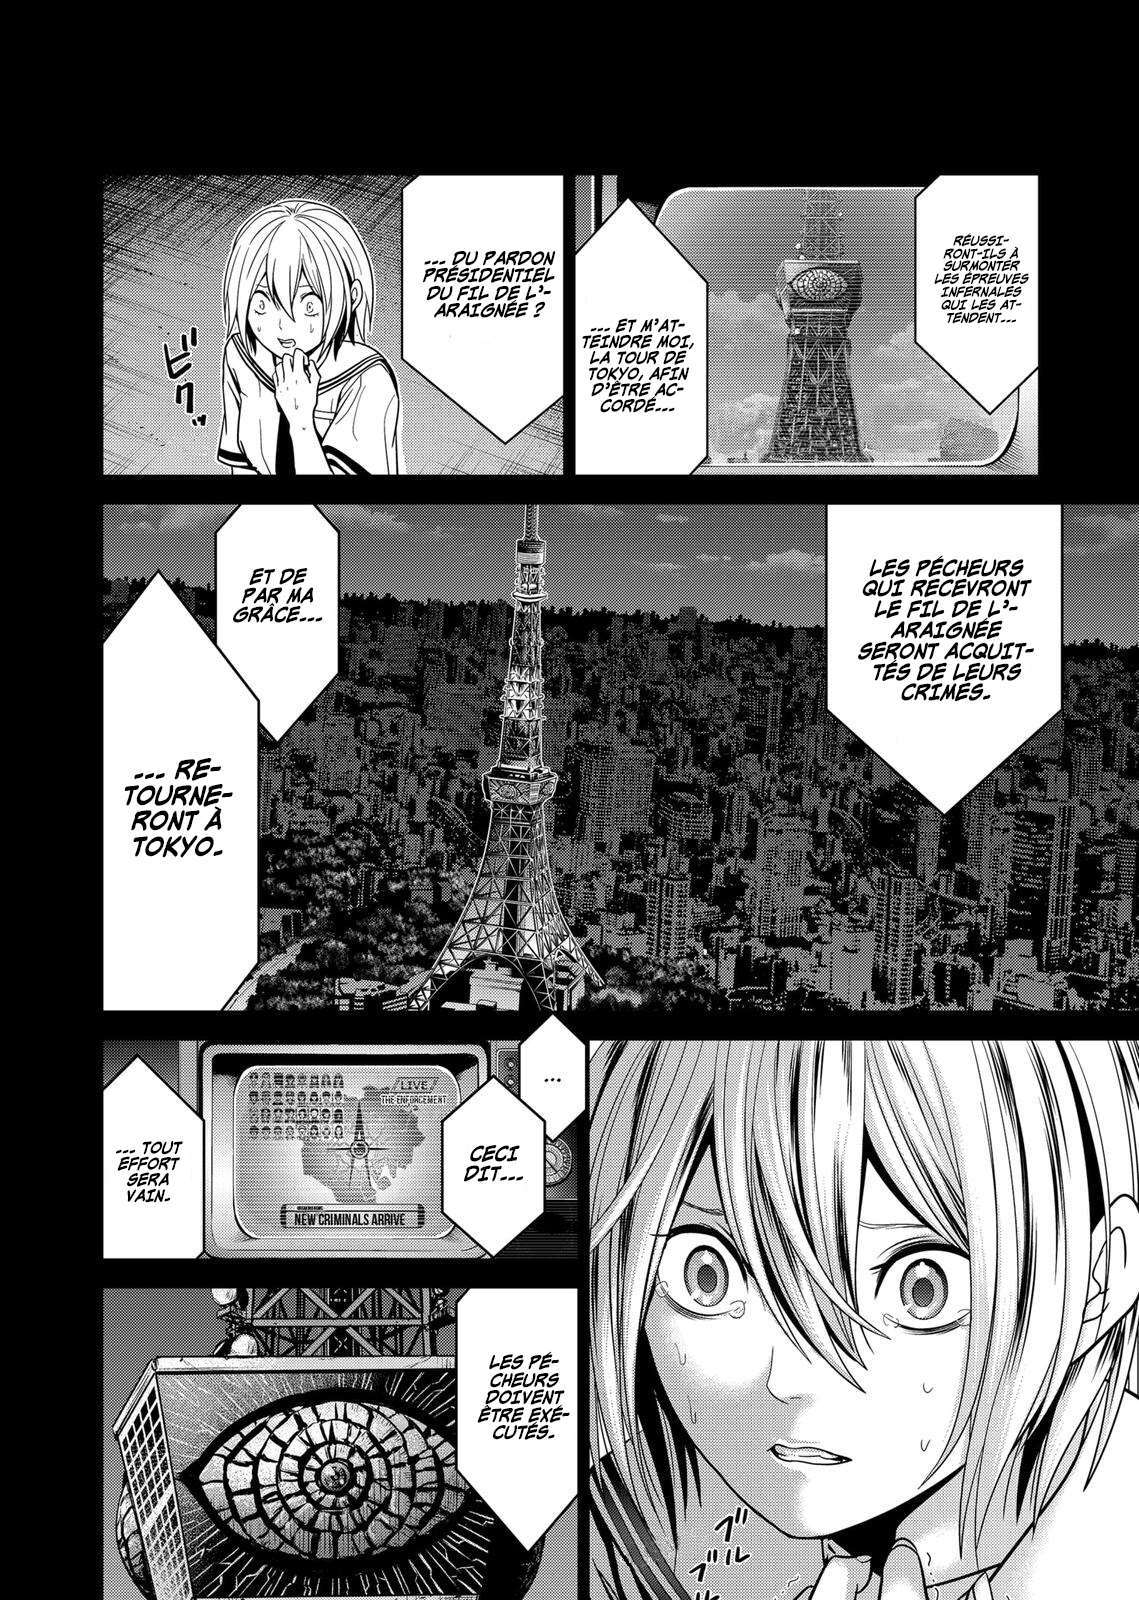 RÉUSSI-
RONT-ILS À
SURMONTER
LES ÉPREUVES
INFERNALES
QUI LES AT-
TENDENT...
... ET M'AT-
TEINDRE MOI,
LA TOUR DE
TOKYO, AFIN
D'ÊTRE AC-
CORDÉ...
... DU PARDON
PRÉSIDENTIEL
DU FIL DE L'-
ARAIGNÉE ?
ビクッ
LES PÉCHEURS
QUI RECEVRONT
LE FIL DE L'-
ARAIGNÉE
SERONT ACQUIT-
TÉS DE LEURS
CRIMES.
ET DE
PAR MA
GRÂCE...
... RE-
TOURNE-
RONT À
TOKYO.
...
CECI
DIT...
LIVE
THE ENFORCEMENT
NEW CRIMINALS ARRIVE
... TOUT
EFFORT
SERA
VAIN.
LES PÉ-
CHEURS
DOIVENT
ÊTRE EXÉ-
CUTÉS.
ブル
ブル